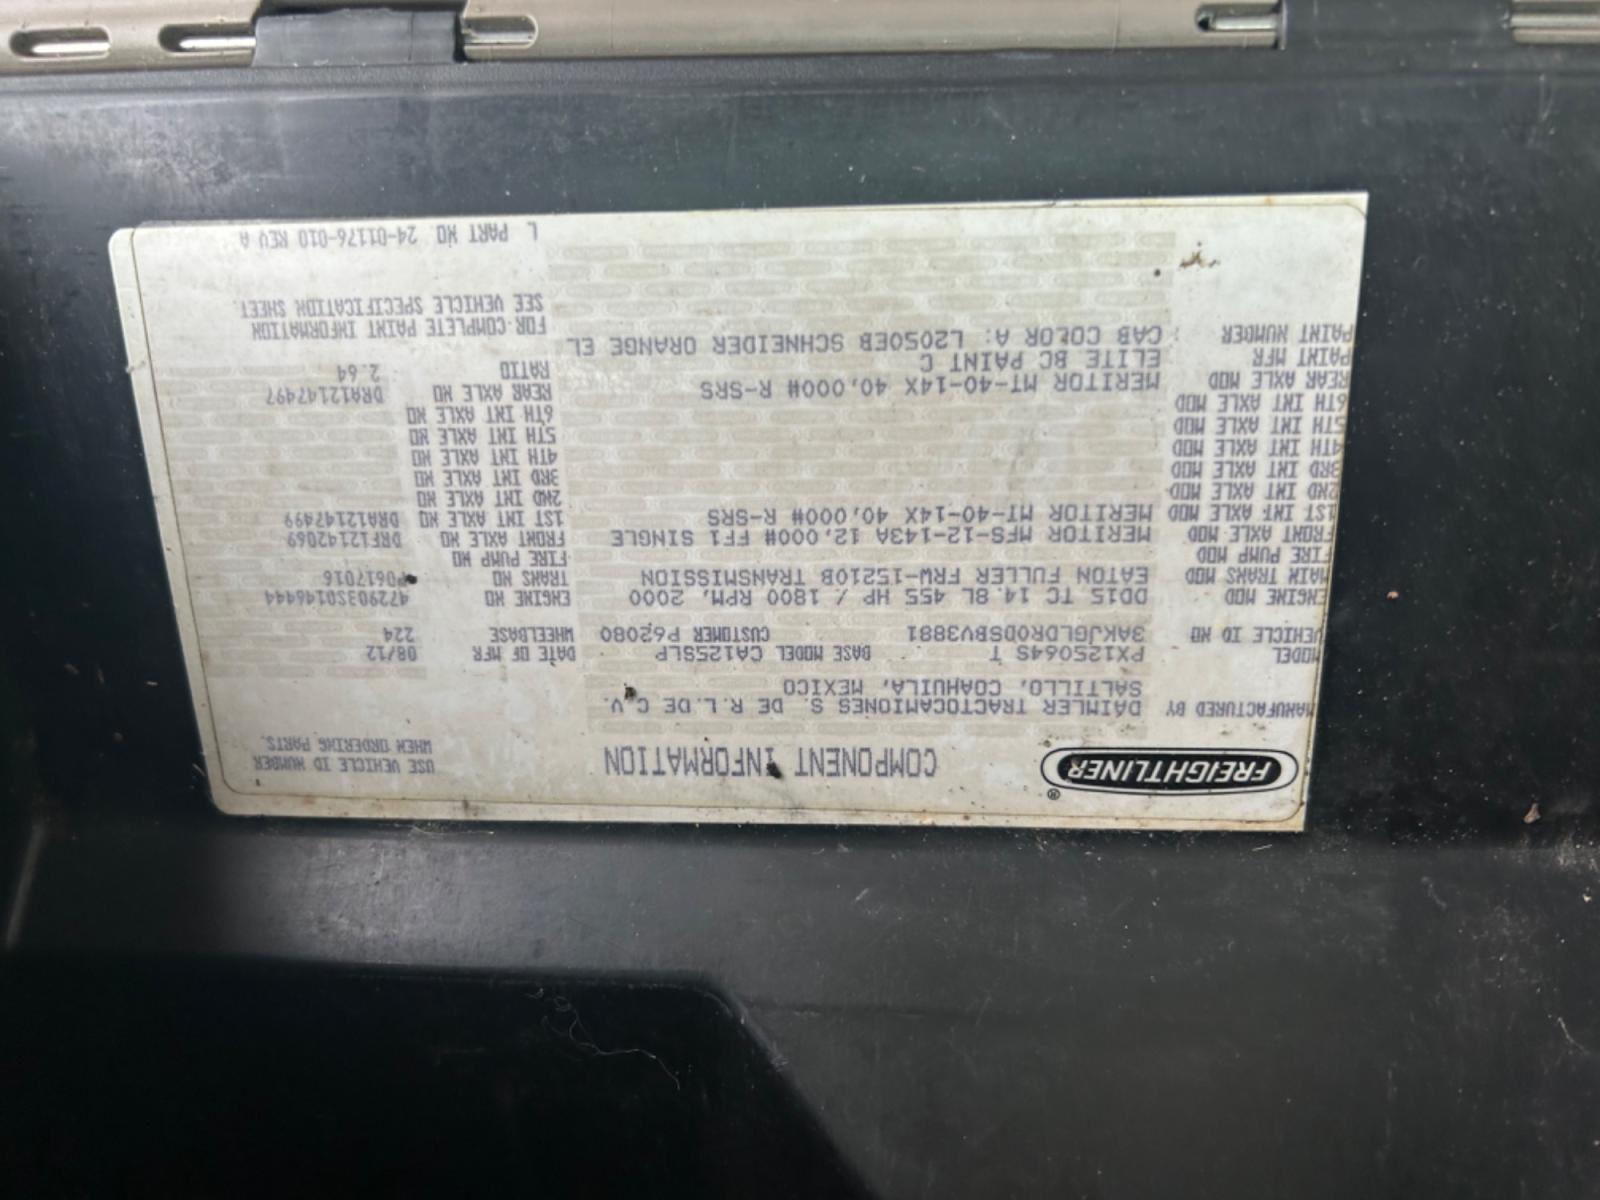 FREIGHTLINER ® COMPONENT INFORMATION USE VEHICLE ID NUMBER
WHEN ORDERING PARTS.
MANUFACTURED BY DAIMLER TRACTOCAMIONES S. DE R.L.DE C.V.
SALTILLO, COAHUILA, MEXICO
MODEL PX125064S T BASE MODEL CA125SLP DATE OF MFR 08/12
VEHICLE ID NO 3AKJGLDR0DSBV3881 CUSTOMER P62080 WHEELBASE 224
ENGINE MOD DD15 TC 14.8L 455 HP / 1800 RPM, 2000 ENGINE NO 472903S0146444
MAIN TRANS MOD EATON FULLER FRW-15210B TRANSMISSION TRANS NO P0617016
FIRE PUMP MOD FIRE PUMP NO
FRONT AXLE MOD MERITOR MFS-12-143A 12,000# FF1 SINGLE FRONT AXLE NO DRF12142069
1ST INT AXLE MOD MERITOR MT-40-14X 40,000# R-SRS 1ST INT AXLE NO DRA12147499
2ND INT AXLE MOD 2ND INT AXLE NO
3RD INT AXLE MOD 3RD INT AXLE NO
4TH INT AXLE MOD 4TH INT AXLE NO
5TH INT AXLE MOD 5TH INT AXLE NO
6TH INT AXLE MOD 6TH INT AXLE NO
REAR AXLE MOD MERITOR MT-40-14X 40,000# R-SRS REAR AXLE NO DRA12147497
PAINT MFR ELITE BC PAINT C RATIO 2.64
PAINT NUMBER CAB COLOR A: L2050EB SCHNEIDER ORANGE EL
FOR COMPLETE PAINT INFORMATION
SEE VEHICLE SPECIFICATION SHEET.
L PART NO 24-01176-010 REV A